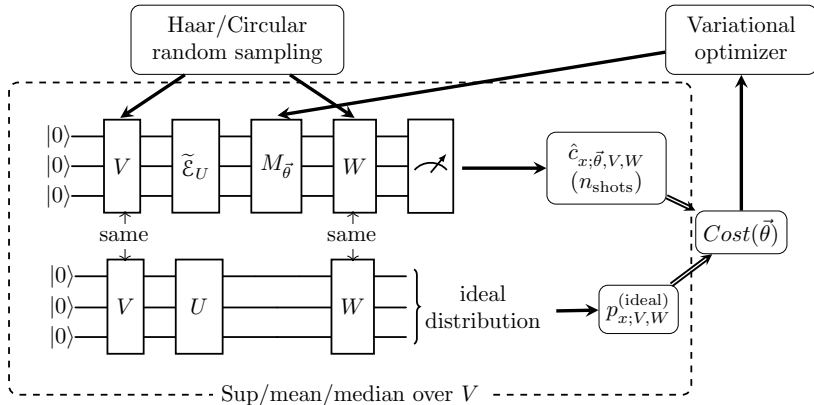 Haar/Circular
random sampling
Variational
optimizer
|0⟩
|0⟩
|0⟩
V
ℰ̃_U
M_{θ⃗}
W
ĉ_{x;θ⃗,V,W}
(n_shots)
same
same
Cost(θ⃗)
|0⟩
|0⟩
|0⟩
V
U
W
ideal
distribution
p^{(ideal)}_{x;V,W}
Sup/mean/median over V